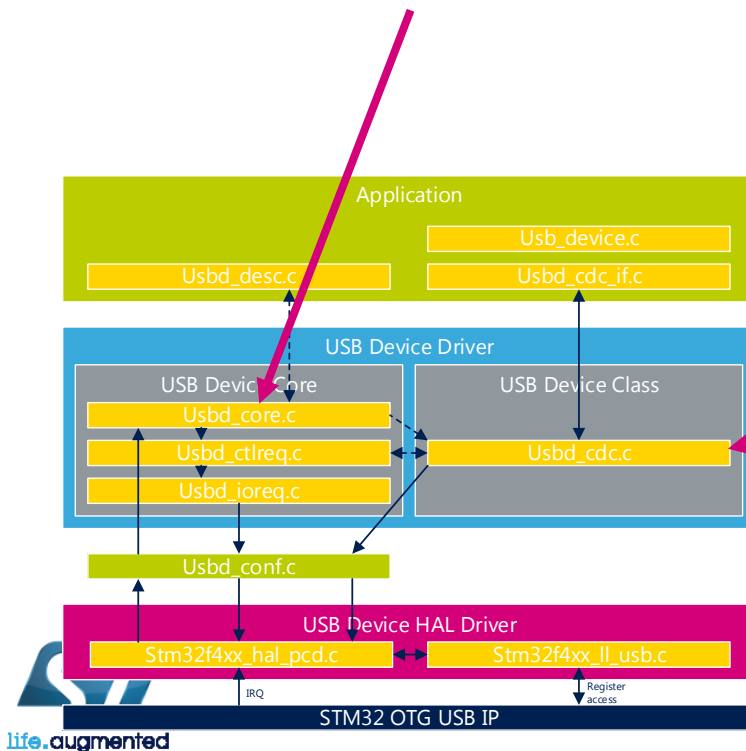 Application
Usb_device.c
Usbd_desc.c
Usbd_cdc_if.c
USB Device Driver
USB Device Core
USB Device Class
Usbd_core.c
Usbd_ctlreq.c
Usbd_cdc.c
Usbd_ioreq.c
Usbd_conf.c
USB Device HAL Driver
Stm32f4xx_hal_pcd.c
Stm32f4xx_ll_usb.c
IRQ
Register
access
STM32 OTG USB IP
life.augmented